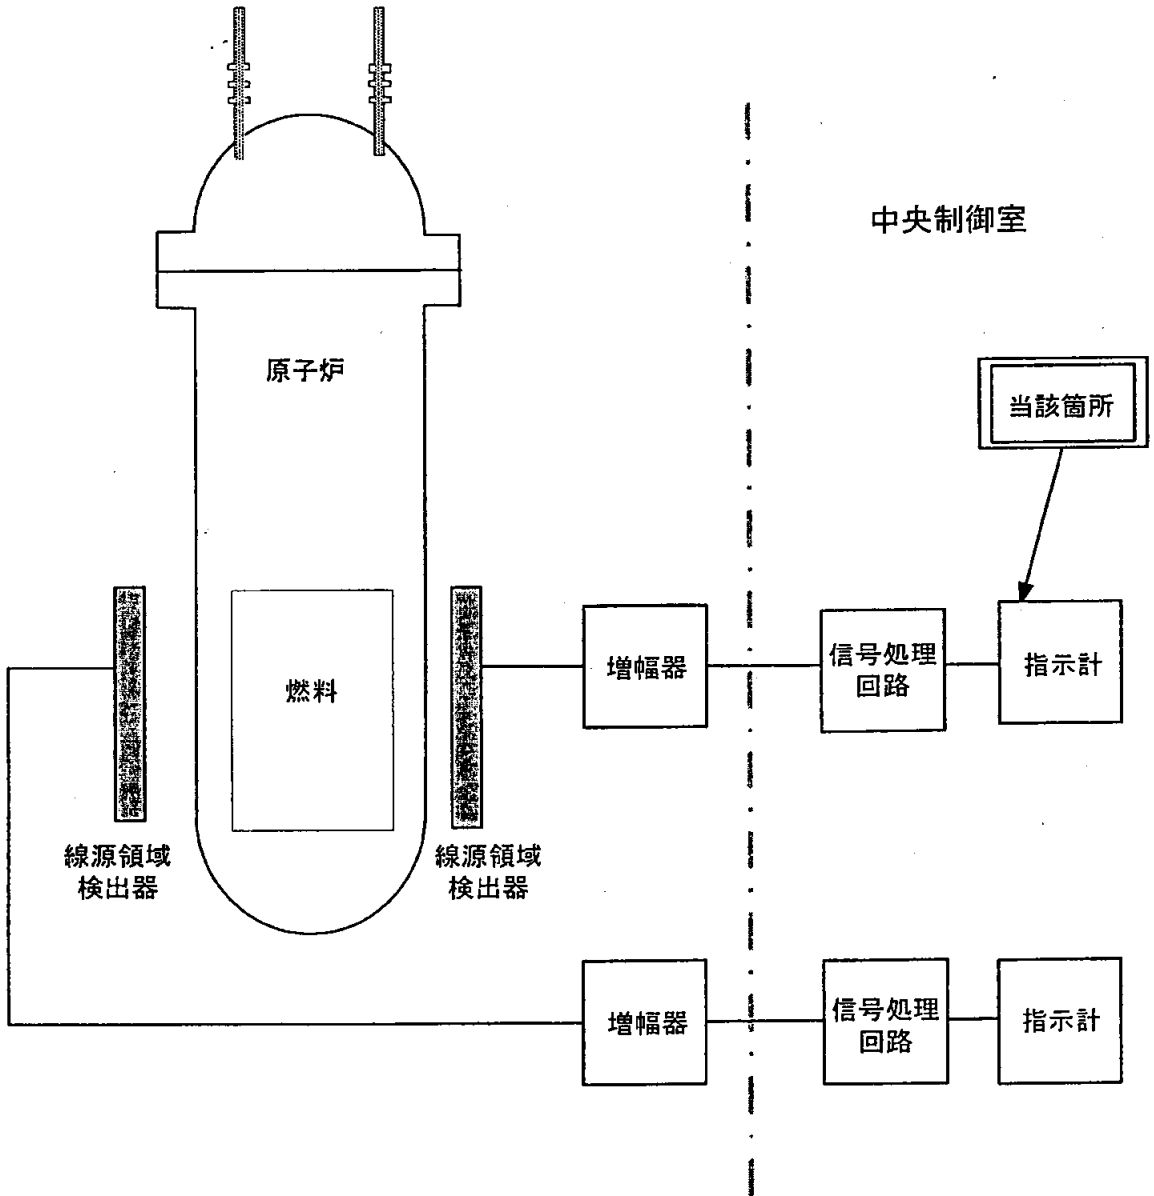 中央制御室
原子炉
当該箇所
燃料
増幅器
信号処理
回路
指示計
線源領域
検出器
線源領域
検出器
増幅器
信号処理
回路
指示計